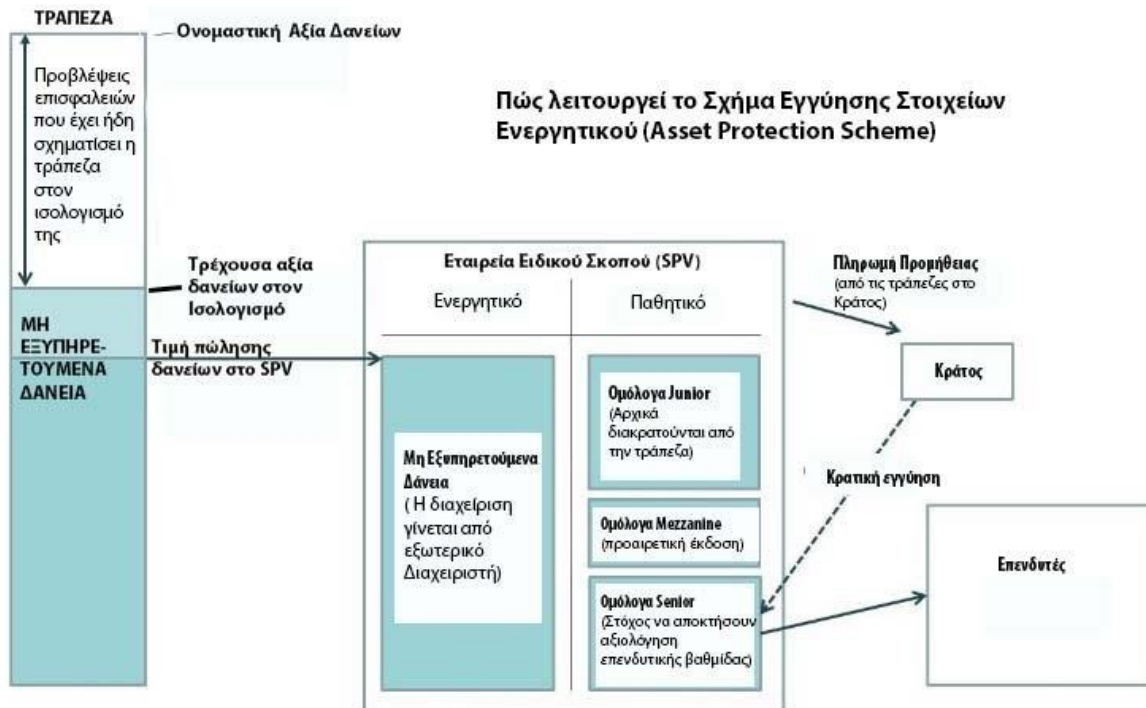 ΤΡΑΠΕΖΑ
Ονομαστική Αξία Δανείων
Προβλέψεις
επισφαλειών
που έχει ήδη
σχηματίσει η
τράπεζα
στον
ισολογισμό
της
Πώς λειτουργεί το Σχήμα Εγγύησης Στοιχείων
Ενεργητικού (Asset Protection Scheme)
Τρέχουσα αξία
δανείων στον
Ισολογισμό
ΜΗ
ΕΞΥΠΗΡΕ-
ΤΟΥΜΕΝΑ
ΔΑΝΕΙΑ
Τιμή πώλησης
δανείων στο SPV
Εταιρεία Ειδικού Σκοπού (SPV)
Ενεργητικό
Παθητικό
Μη Εξυπηρετούμενα
Δάνεια
( Η διαχείριση
γίνεται από
εξωτερικό
Διαχειριστή)
Ομόλογα Junior
(Αρχικά
διακρατούνται από
την τράπεζα)
Ομόλογα Mezzanine
(προαιρετική έκδοση)
Ομόλογα Senior
(Στόχος να αποκτήσουν
αξιολόγηση
επενδυτικής βαθμίδας)
Πληρωμή Προμήθειας
(από τις τράπεζες στο
Κράτος)
Κράτος
Κρατική εγγύηση
Επενδυτές